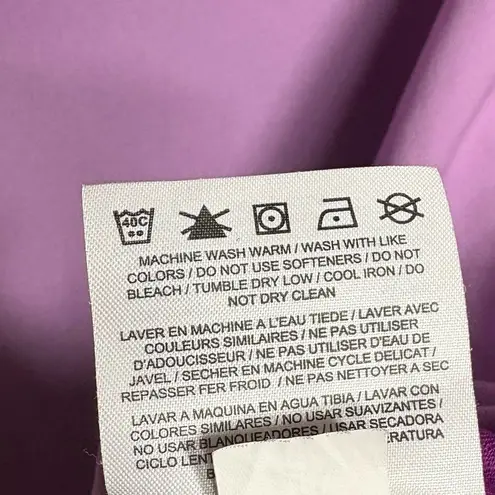 40C
MACHINE WASH WARM / WASH WITH LIKE
COLORS / DO NOT USE SOFTENERS / DO NOT
BLEACH / TUMBLE DRY LOW / COOL IRON / DO
NOT DRY CLEAN
LAVER EN MACHINE A L'EAU TIEDE / LAVER AVEC
COULEURS SIMILAIRES / NE PAS UTILISER
D'ADOUCISSEUR / NE PAS UTILISER D'EAU DE
JAVEL / SECHER EN MACHINE CYCLE DELICAT /
REPASSER FER FROID / NE PAS NETTOYER A SEC
LAVAR A MAQUINA EN AGUA TIBIA / LAVAR CON
COLORES SIMILARES / NO USAR SUAVIZANTES /
NO USAR BLANQUEADORES / USAR SECADORA
CICLO